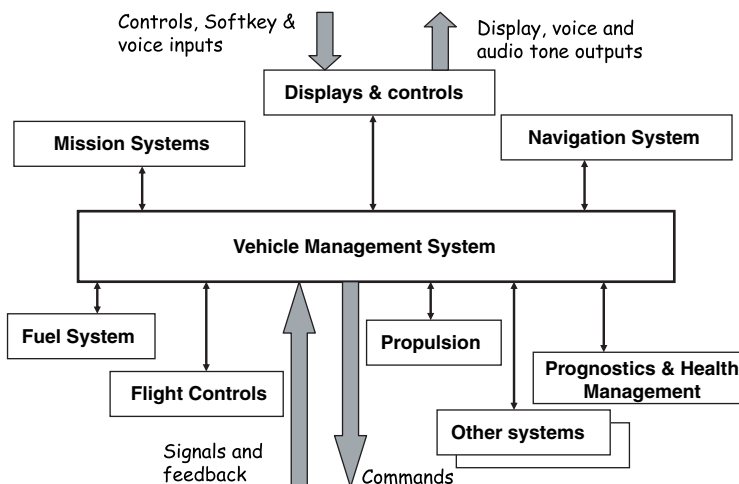 Controls, Softkey &
voice inputs
Display, voice and
audio tone outputs
Displays & controls
Mission Systems
Navigation System
Vehicle Management System
Fuel System
Propulsion
Flight Controls
Prognostics & Health
Management
Other systems
Signals and
feedback
Commands